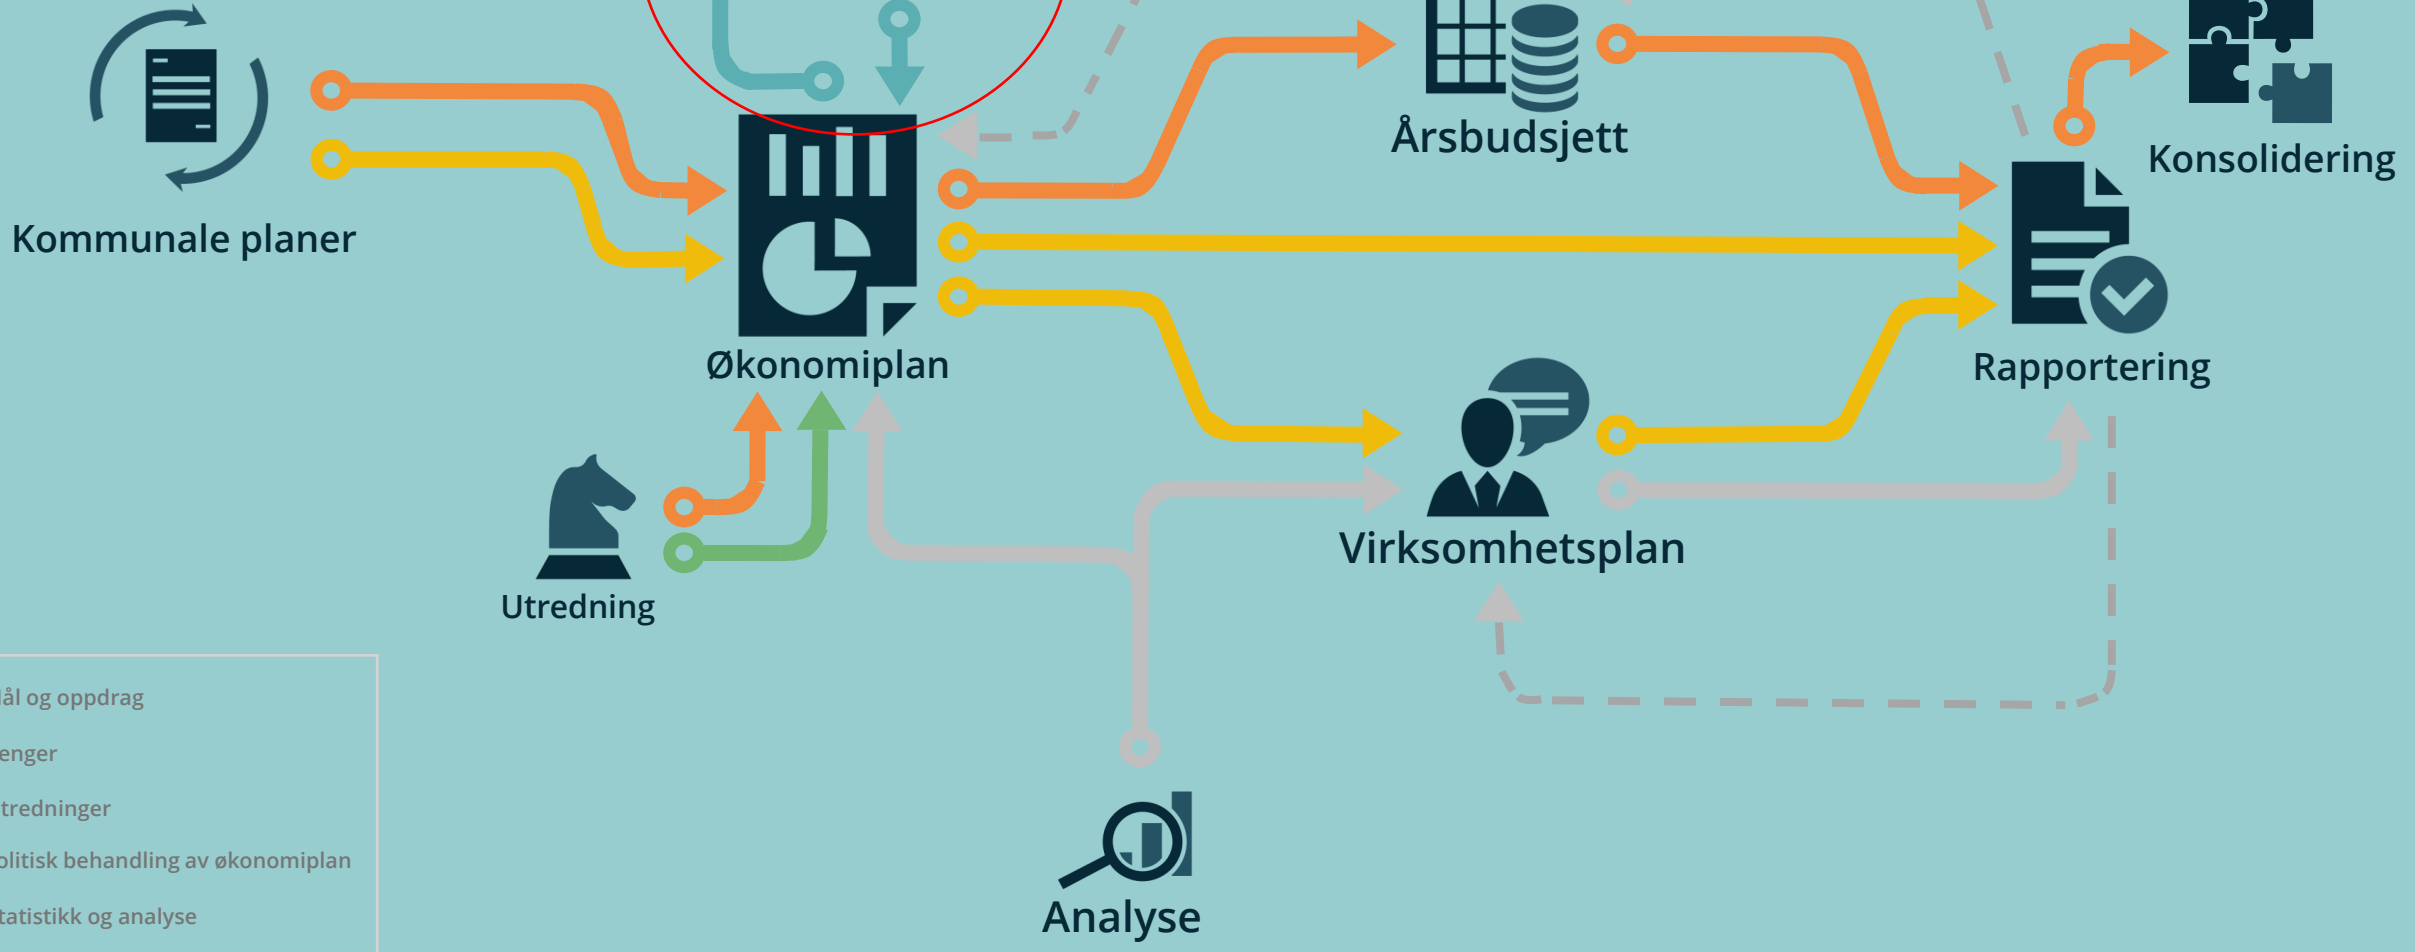 Årsbudsjett
Konsolidering
Kommunale planer
Økonomiplan
Rapportering
Virksomhetsplan
Utredning
ål og oppdrag
enger
tredninger
olitisk behandling av økonomiplan
tatistikk og analyse
Analyse